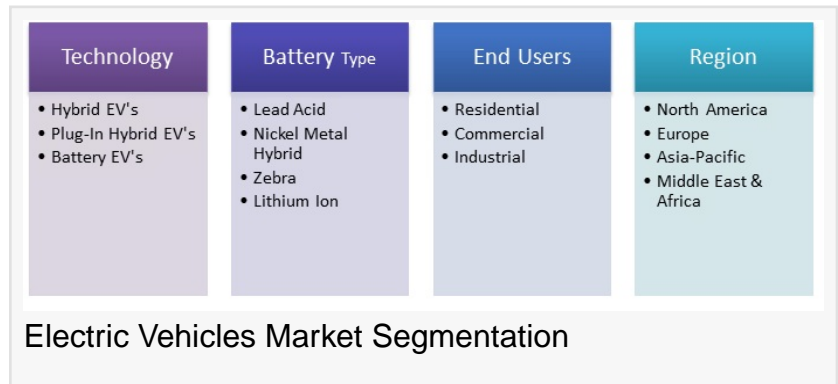 Technology
• Hybrid EV's
• Plug-In Hybrid EV's
• Battery EV's
Battery Type
• Lead Acid
• Nickel Metal
Hybrid
• Zebra
• Lithium Ion
End Users
• Residential
• Commercial
• Industrial
Region
• North America
• Europe
• Asia-Pacific
• Middle East &
Africa
Electric Vehicles Market Segmentation